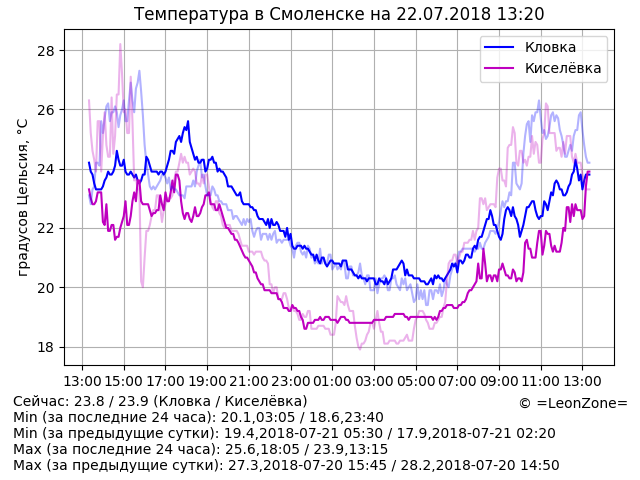 Температура в Смоленске на 22.07.2018 13:20
градусов Цельсия, °C
28
26
24
22
20
18
Кловка
Киселёвка
13:00 15:00 17:00 19:00 21:00 23:00 01:00 03:00 05:00 07:00 09:00 11:00 13:00
Сейчас: 23.8 / 23.9 (Кловка / Киселёвка)
© =LeonZone=
Min (за последние 24 часа): 20.1,03:05 / 18.6,23:40
Min (за предыдущие сутки): 19.4,2018-07-21 05:30 / 17.9,2018-07-21 02:20
Max (за последние 24 часа): 25.6,18:05 / 23.9,13:15
Max (за предыдущие сутки): 27.3,2018-07-20 15:45 / 28.2,2018-07-20 14:50